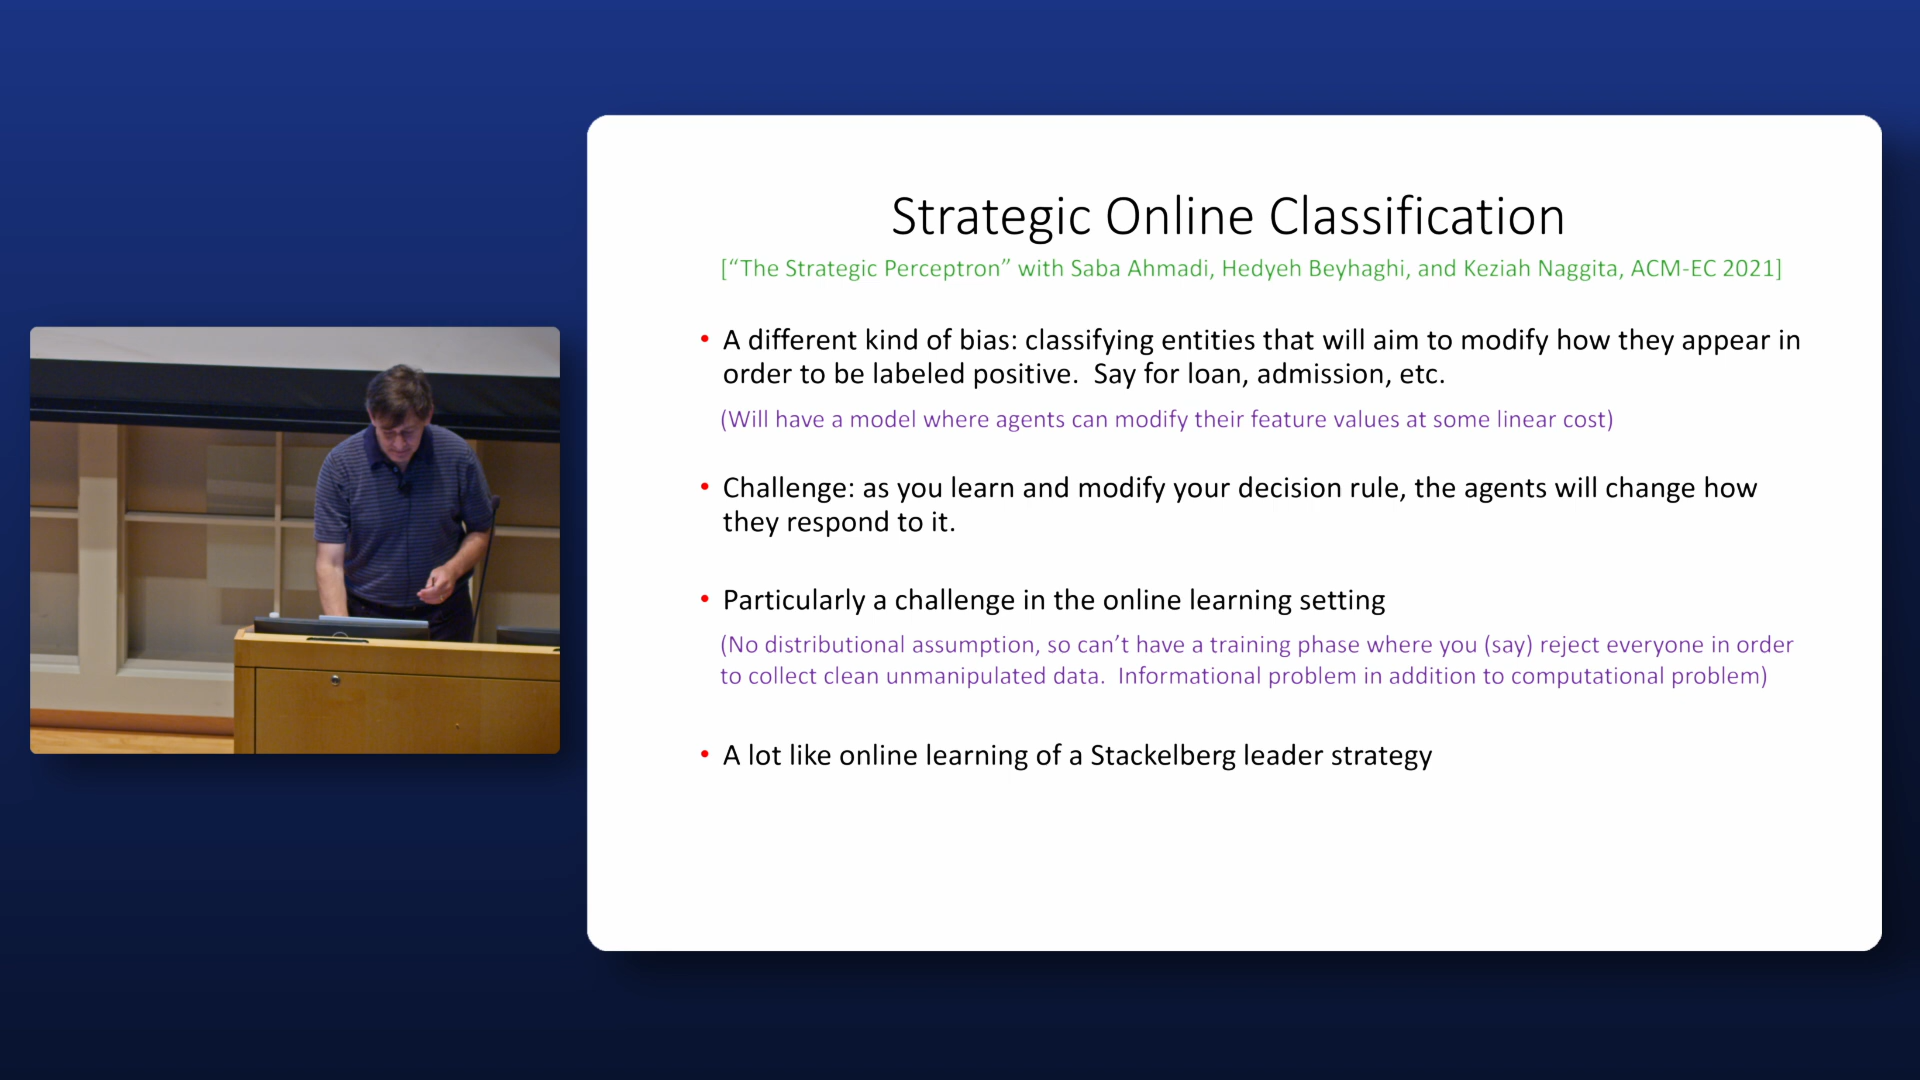 Strategic Online Classification
[“The Strategic Perceptron” with Saba Ahmadi, Hedyeh Beyhaghi, and Keziah Naggita, ACM-EC 2021]
• A different kind of bias: classifying entities that will aim to modify how they appear in
order to be labeled positive.  Say for loan, admission, etc.
(Will have a model where agents can modify their feature values at some linear cost)
• Challenge: as you learn and modify your decision rule, the agents will change how
they respond to it.
• Particularly a challenge in the online learning setting
(No distributional assumption, so can’t have a training phase where you (say) reject everyone in order
to collect clean unmanipulated data.  Informational problem in addition to computational problem)
• A lot like online learning of a Stackelberg leader strategy